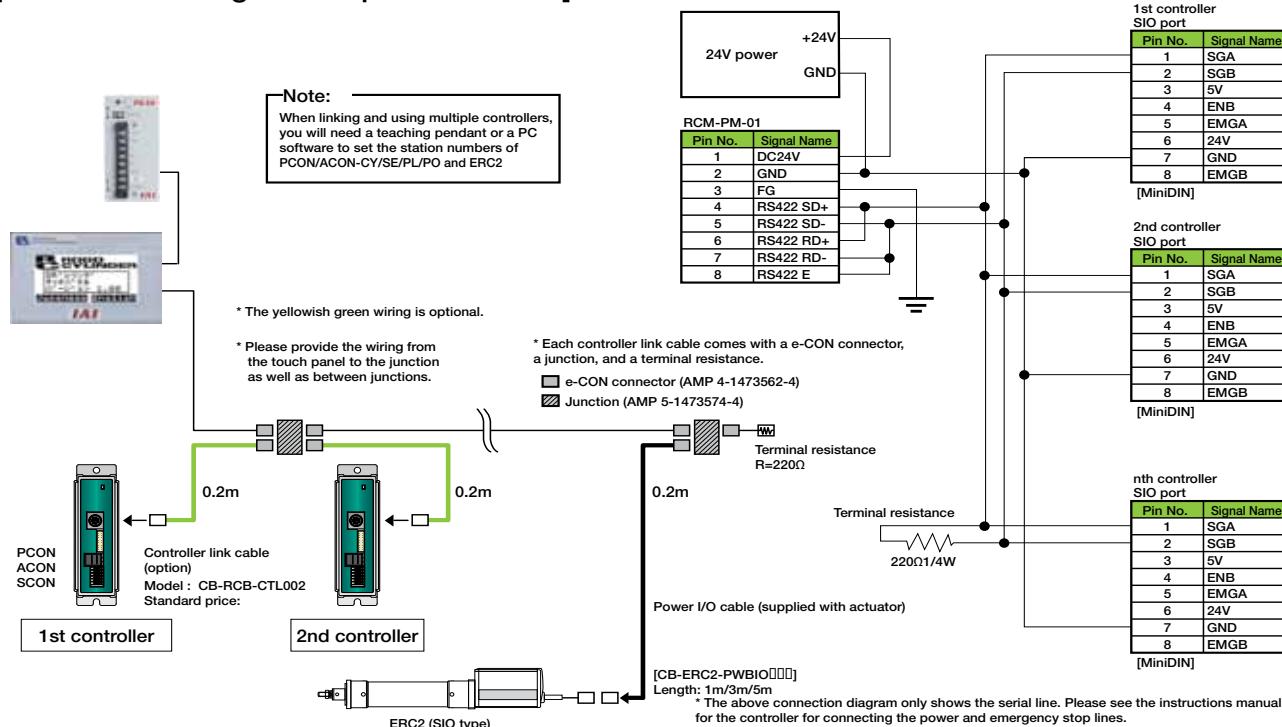 Note:
When linking and using multiple controllers,
you will need a teaching pendant or a PC
software to set the station numbers of
PCON/ACON-CY/SE/PL/PO and ERC2
IAI
ROBO
CYLINDER
IAI
* The yellowish green wiring is optional.
* Please provide the wiring from
the touch panel to the junction
as well as between junctions.
* Each controller link cable comes with a e-CON connector,
a junction, and a terminal resistance.
e-CON connector (AMP 4-1473562-4)
Junction (AMP 5-1473574-4)
Terminal resistance
R=220Ω
0.2m
0.2m
0.2m
PCON
ACON
SCON
Controller link cable
(option)
Model : CB-RCB-CTL002
Standard price:
1st controller
2nd controller
Power I/O cable (supplied with actuator)
[CB-ERC2-PWBIO□□□]
Length: 1m/3m/5m
ERC2 (SIO type)
24V power
+24V
GND
RCM-PM-01
Pin No. Signal Name
1 DC24V
2 GND
3 FG
4 RS422 SD+
5 RS422 SD-
6 RS422 RD+
7 RS422 RD-
8 RS422 E
Terminal resistance
220Ω1/4W
1st controller
SIO port
Pin No. Signal Name
1 SGA
2 SGB
3 5V
4 ENB
5 EMGA
6 24V
7 GND
8 EMGB
[MiniDIN]
2nd controller
SIO port
Pin No. Signal Name
1 SGA
2 SGB
3 5V
4 ENB
5 EMGA
6 24V
7 GND
8 EMGB
[MiniDIN]
nth controller
SIO port
Pin No. Signal Name
1 SGA
2 SGB
3 5V
4 ENB
5 EMGA
6 24V
7 GND
8 EMGB
[MiniDIN]
* The above connection diagram only shows the serial line. Please see the instructions manual
for the controller for connecting the power and emergency stop lines.